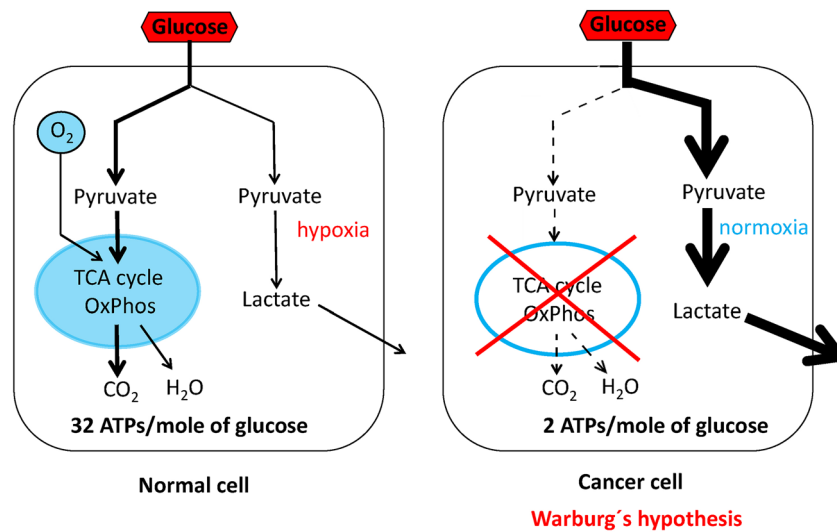 Glucose
O₂
Pyruvate
Pyruvate
hypoxia
TCA cycle
OxPhos
Lactate
CO₂
H₂O
32 ATPs/mole of glucose
Normal cell
Glucose
Pyruvate
Pyruvate
normoxia
TCA cycle
OxPhos
Lactate
CO₂
H₂O
2 ATPs/mole of glucose
Cancer cell
Warburg´s hypothesis